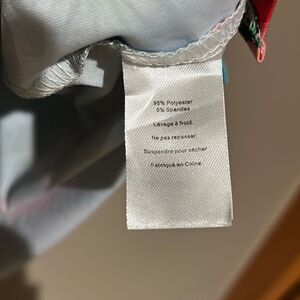 95% Polyester
5% Spandex
Lavage à froid.
Ne pas repasser.
Suspendre pour sécher
Fabriqué en Chine